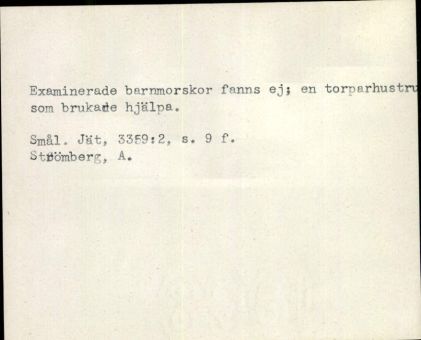 Examinerade barnmorskor fanns ej; en torparhustru
som brukade hjälpa.
Smål. Jät, 3359:2, s. 9 f.
Strömberg, A.